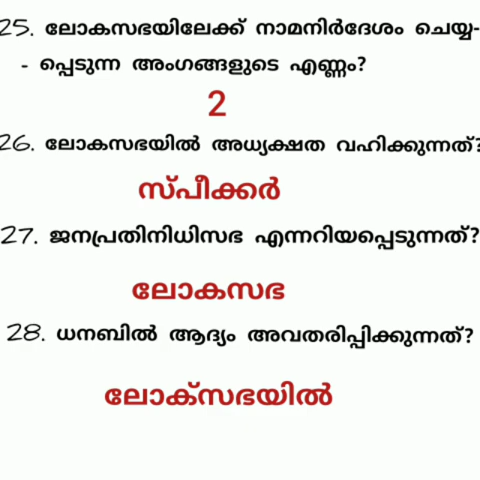 25. ലോകസഭയിലേക്ക് നാമനിർദേശം ചെയ്യ-
- പ്പെടുന്ന അംഗങ്ങളുടെ എണ്ണം?
2
26. ലോകസഭയിൽ അധ്യക്ഷത വഹിക്കുന്നത്?
സ്പീക്കർ
27. ജനപ്രതിനിധിസഭ എന്നറിയപ്പെടുന്നത്?
ലോകസഭ
28. ധനബിൽ ആദ്യം അവതരിപ്പിക്കുന്നത്?
ലോക്സഭയിൽ